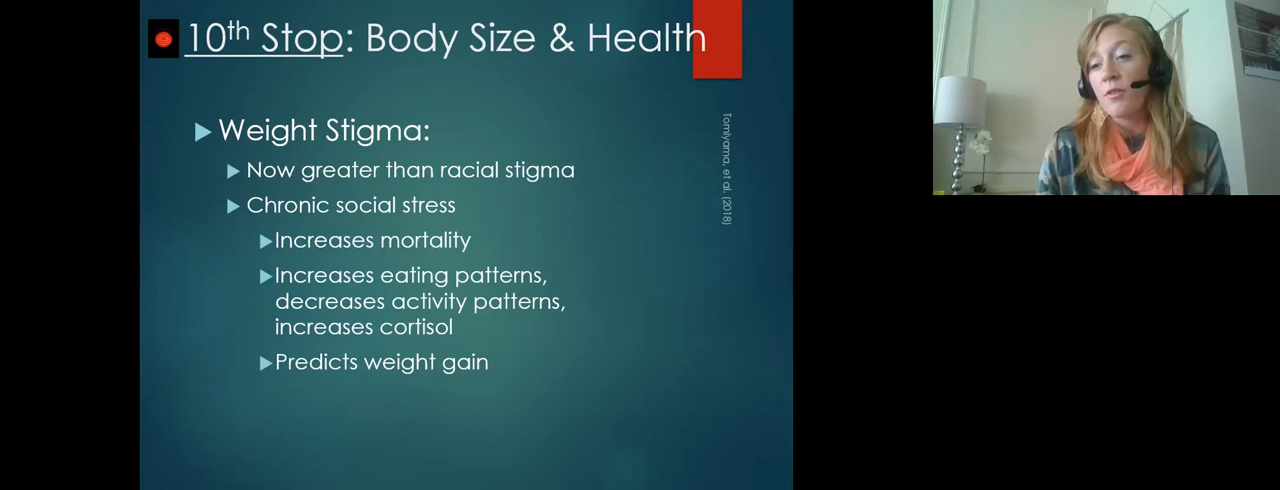 10th Stop: Body Size & Health
Weight Stigma:
Now greater than racial stigma
Chronic social stress
Increases mortality
Increases eating patterns,
decreases activity patterns,
increases cortisol
Predicts weight gain
Tomiyama, et al. (2018)